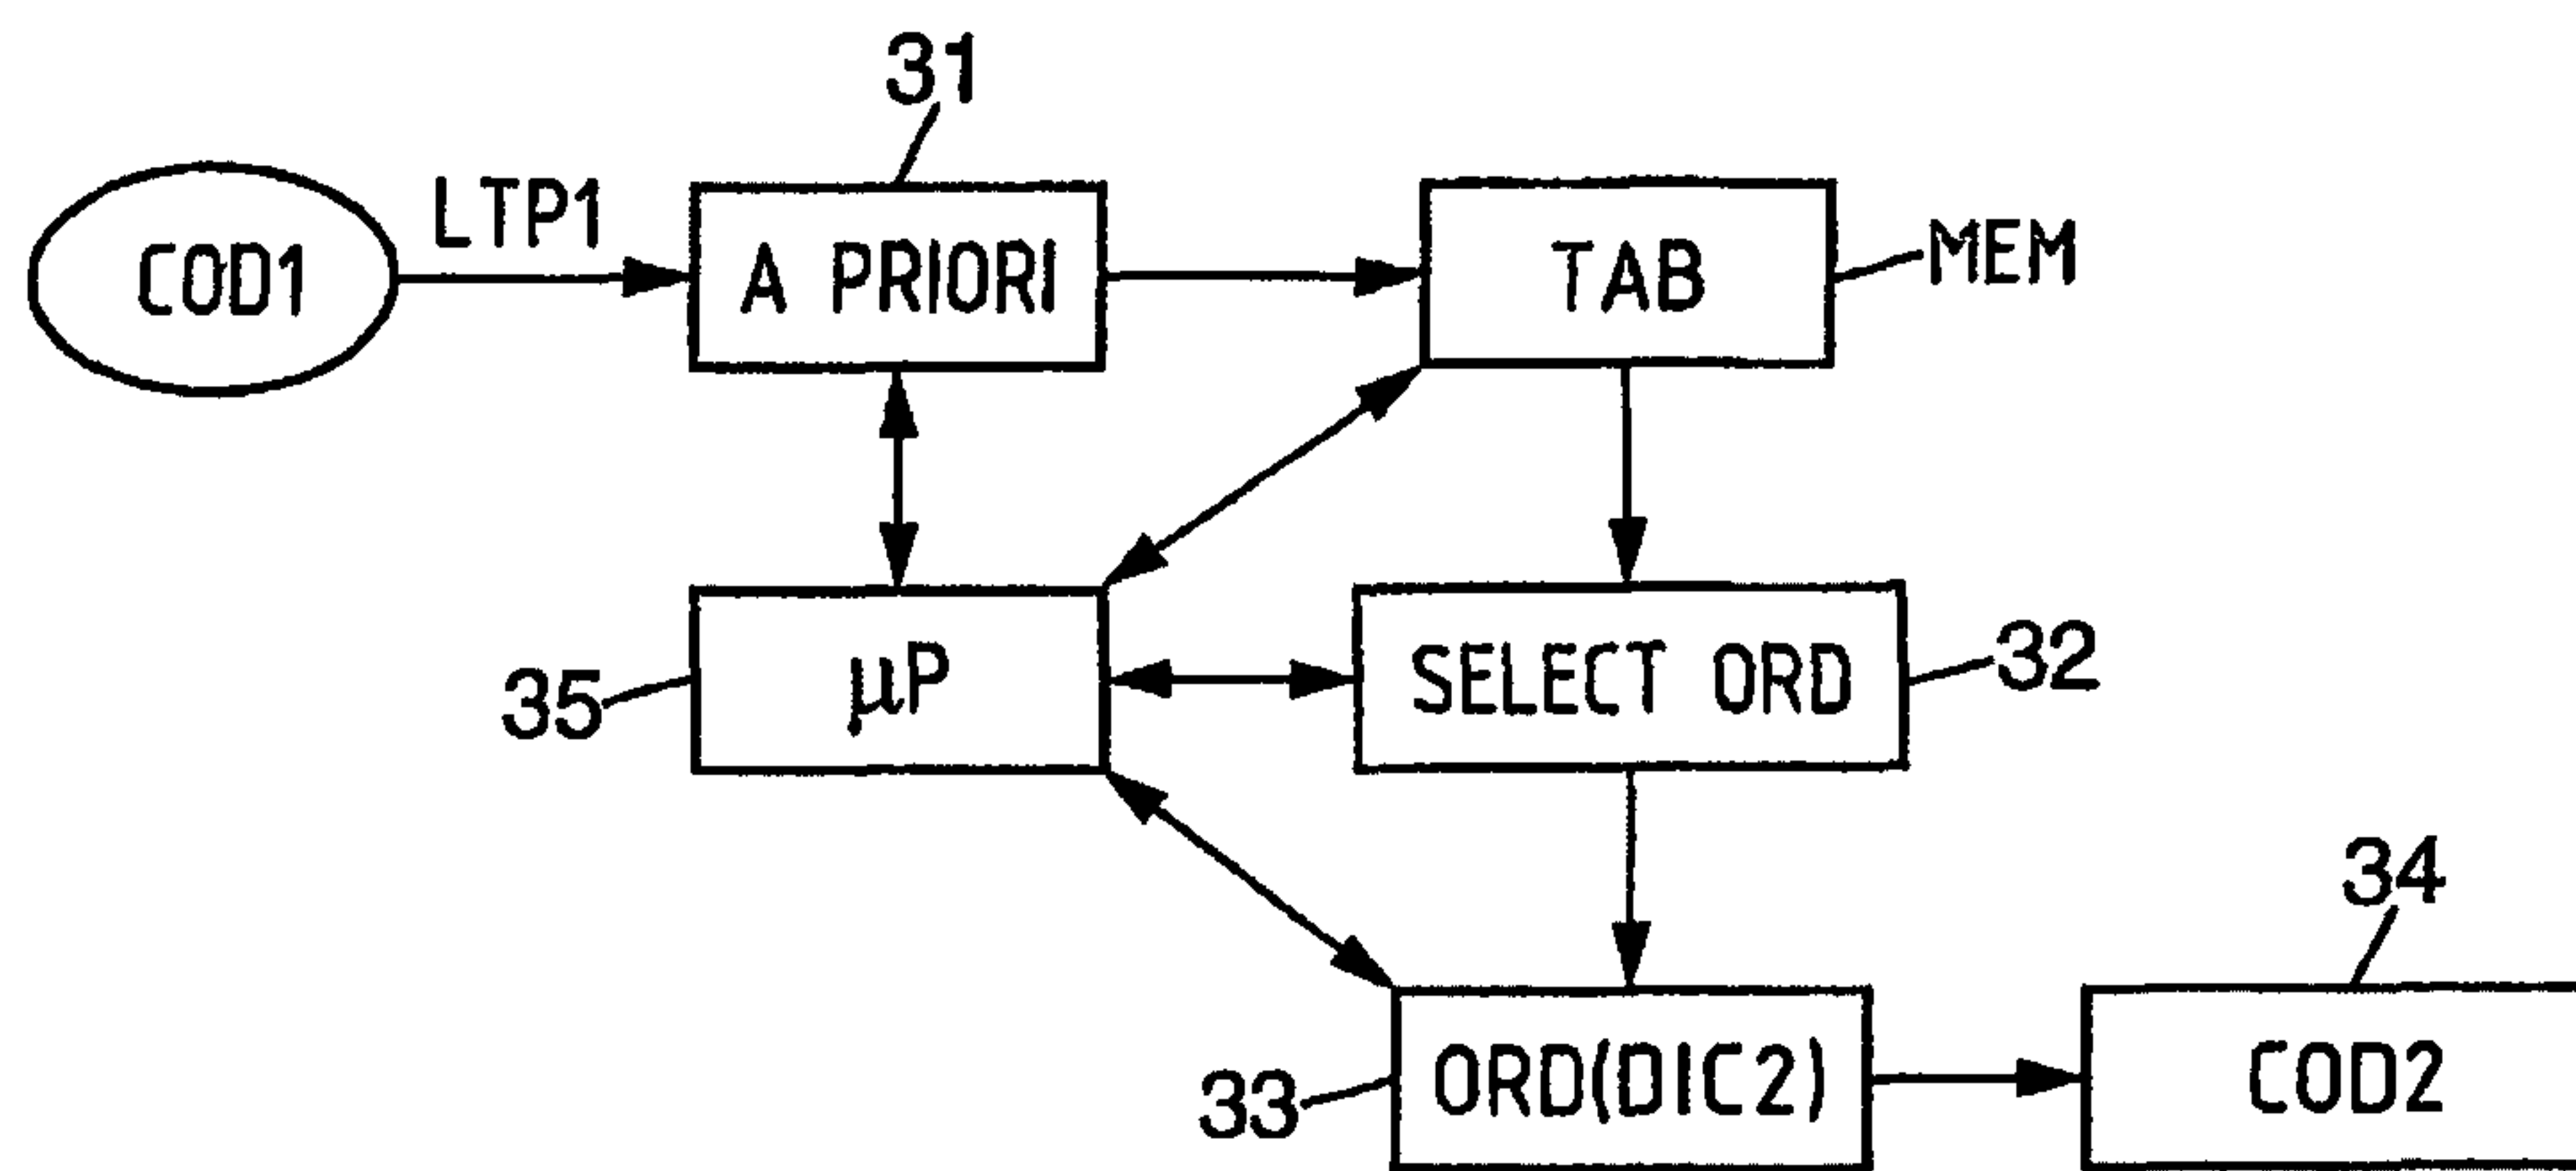 31
COD1
LTP1
A PRIORI
TAB
MEM
35
µP
SELECT ORD
32
34
33
ORD(DIC2)
COD2